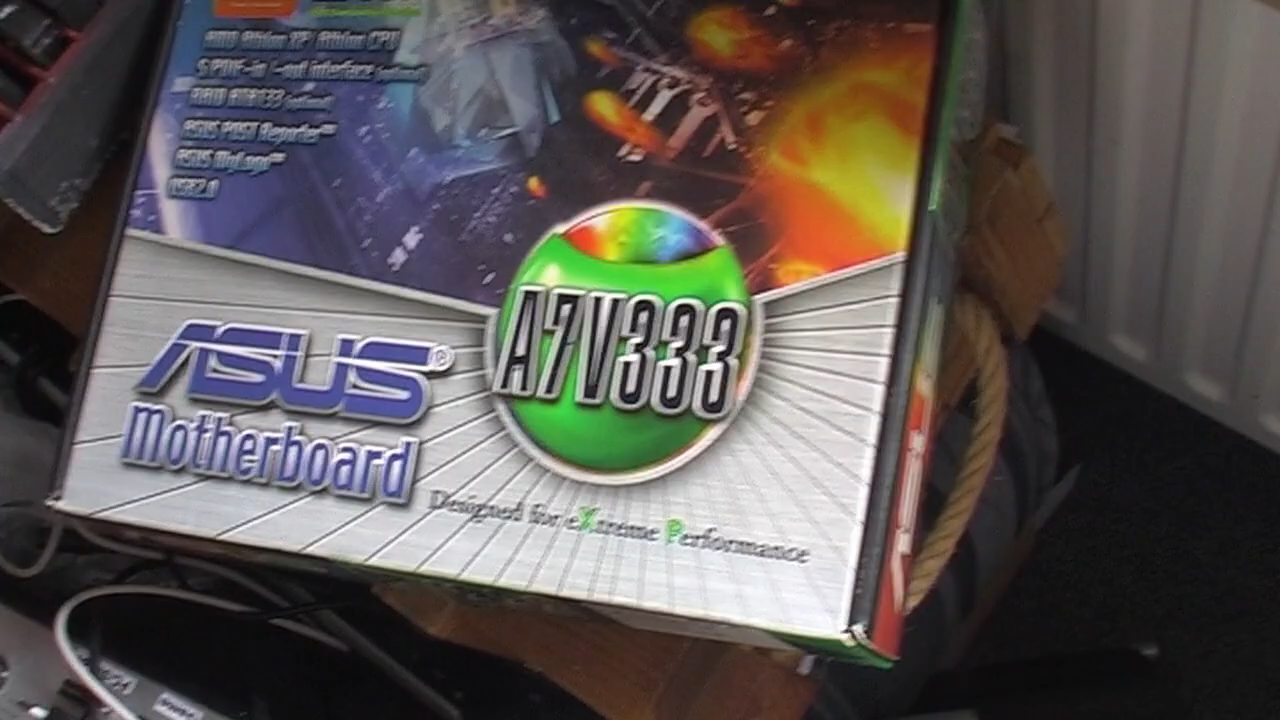 AMD Athlon XP/ Athlon CPU
S/PDIF-in /-out interface (optional)
RAID ATA133 (optional)
ASUS POST Reporter™
ASUS MyLogo™
USB2.0
A7V333
ASUS®
Motherboard
Designed for eXtreme Performance
ASUS